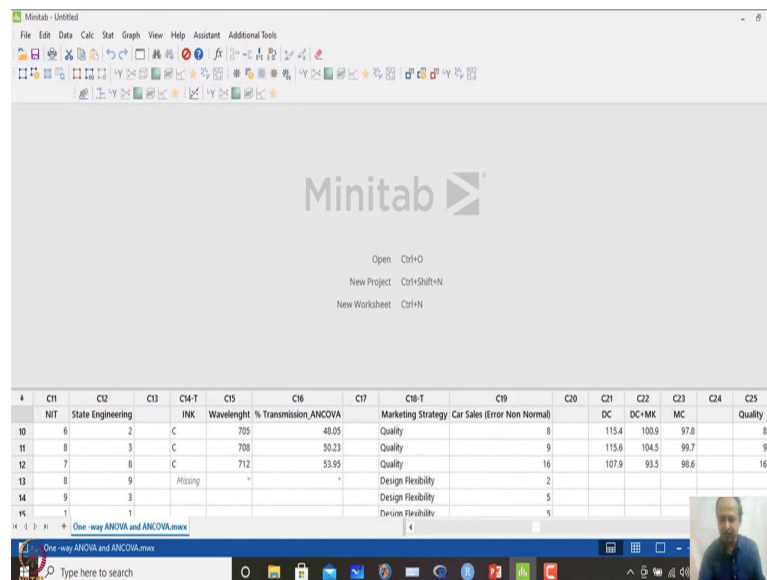 Minitab - Untitled
File Edit Data Calc Stat Graph View Help Assistant Additional Tools
Minitab
Open Ctrl+O
New Project Ctrl+Shift+N
New Worksheet Ctrl+N
C11 C12 C13 C14-T C15 C16 C17 C18-T C19 C20 C21 C22 C23 C24 C25
NIT State Engineering INK Wavelenght % Transmission_ANCOVA Marketing Strategy Car Sales (Error Non Normal) DC DC+MK MC Quality
10 6 2 C 705 48.05 Quality 8 115.4 100.9 97.8 8
11 8 3 C 708 50.23 Quality 9 115.6 104.5 99.7 9
12 7 8 C 712 53.95 Quality 16 107.9 93.5 98.6 16
13 8 9 Missing * * Design Flexibility 2
14 9 3 Design Flexibility 5
15 1 1 Design Flexibility 5
One -way ANOVA and ANCOVA.mwx
One -way ANOVA and ANCOVA.mwx
Type here to search